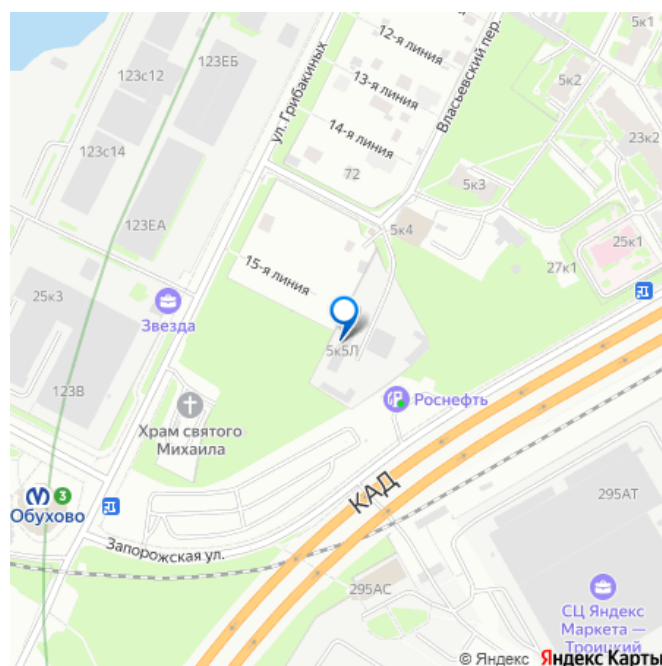 12-я линия
5к1
123с12
123ЕБ
5к2
13-я линия
ул. Грибакиных
Власьевский пер.
14-я линия
23к2
123с14
72
5к3
123ЕА
5к4
25к1
15-я линия
27к1
25к3
Звезда
5к5Л
123В
Роснефть
Храм святого
Михаила
КАД
295АТ
3
Обухово
Запорожская ул.
295АС
СЦ Яндекс
Маркета —
Троицкий
© Яндекс Яндекс Карты